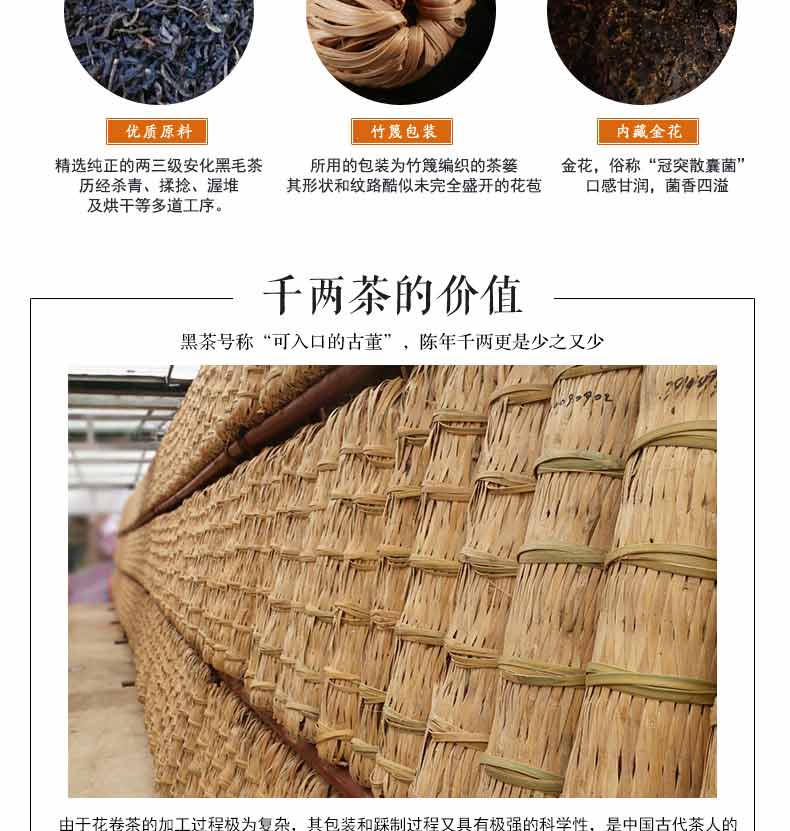 优质原料
精选纯正的两三级安化黑毛茶
历经杀青、揉捻、渥堆
及烘干等多道工序。
竹篾包装
所用的包装为竹篾编织的茶篓
其形状和纹路酷似未完全盛开的花苞
内藏金花
金花，俗称“冠突散囊菌”
口感甘润，菌香四溢
千两茶的价值
黑茶号称“可入口的古董”，陈年千两更是少之又少
由于花卷茶的加工过程极为复杂，其包装和踩制过程又具有极强的科学性，是中国古代茶人的